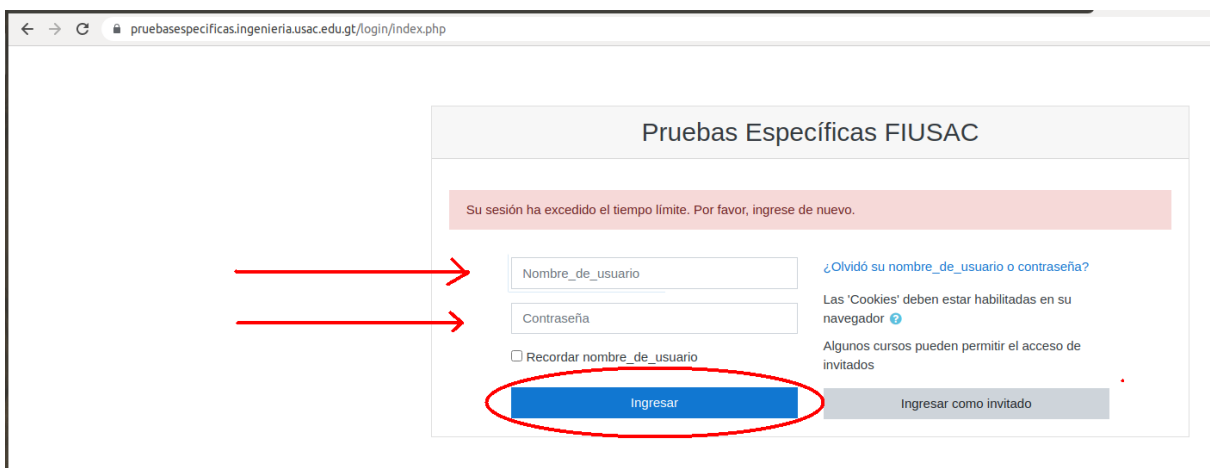 pruebasespecificas.ingenieria.usac.edu.gt/login/index.php
Pruebas Específicas FIUSAC
Su sesión ha excedido el tiempo límite. Por favor, ingrese de nuevo.
Nombre_de_usuario
Contraseña
Recordar nombre_de_usuario
Ingresar
¿Olvidó su nombre_de_usuario o contraseña?
Las 'Cookies' deben estar habilitadas en su
navegador
Algunos cursos pueden permitir el acceso de
invitados
Ingresar como invitado